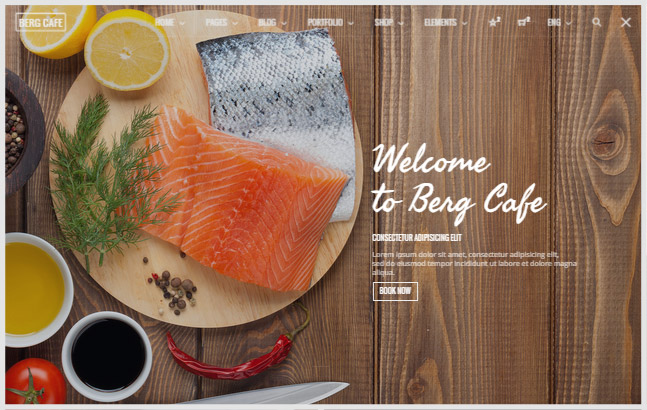 BERG CAFE
HOME PAGES BLOG PORTFOLIO SHOP ELEMENTS ENG
Welcome
to Berg Cafe
CONSECTETUR ADIPISICING ELIT
Lorem ipsum dolor sit amet, consectetur adipisicing elit,
sed do eiusmod tempor incididunt ut labore et dolore magna
aliqua.
BOOK NOW